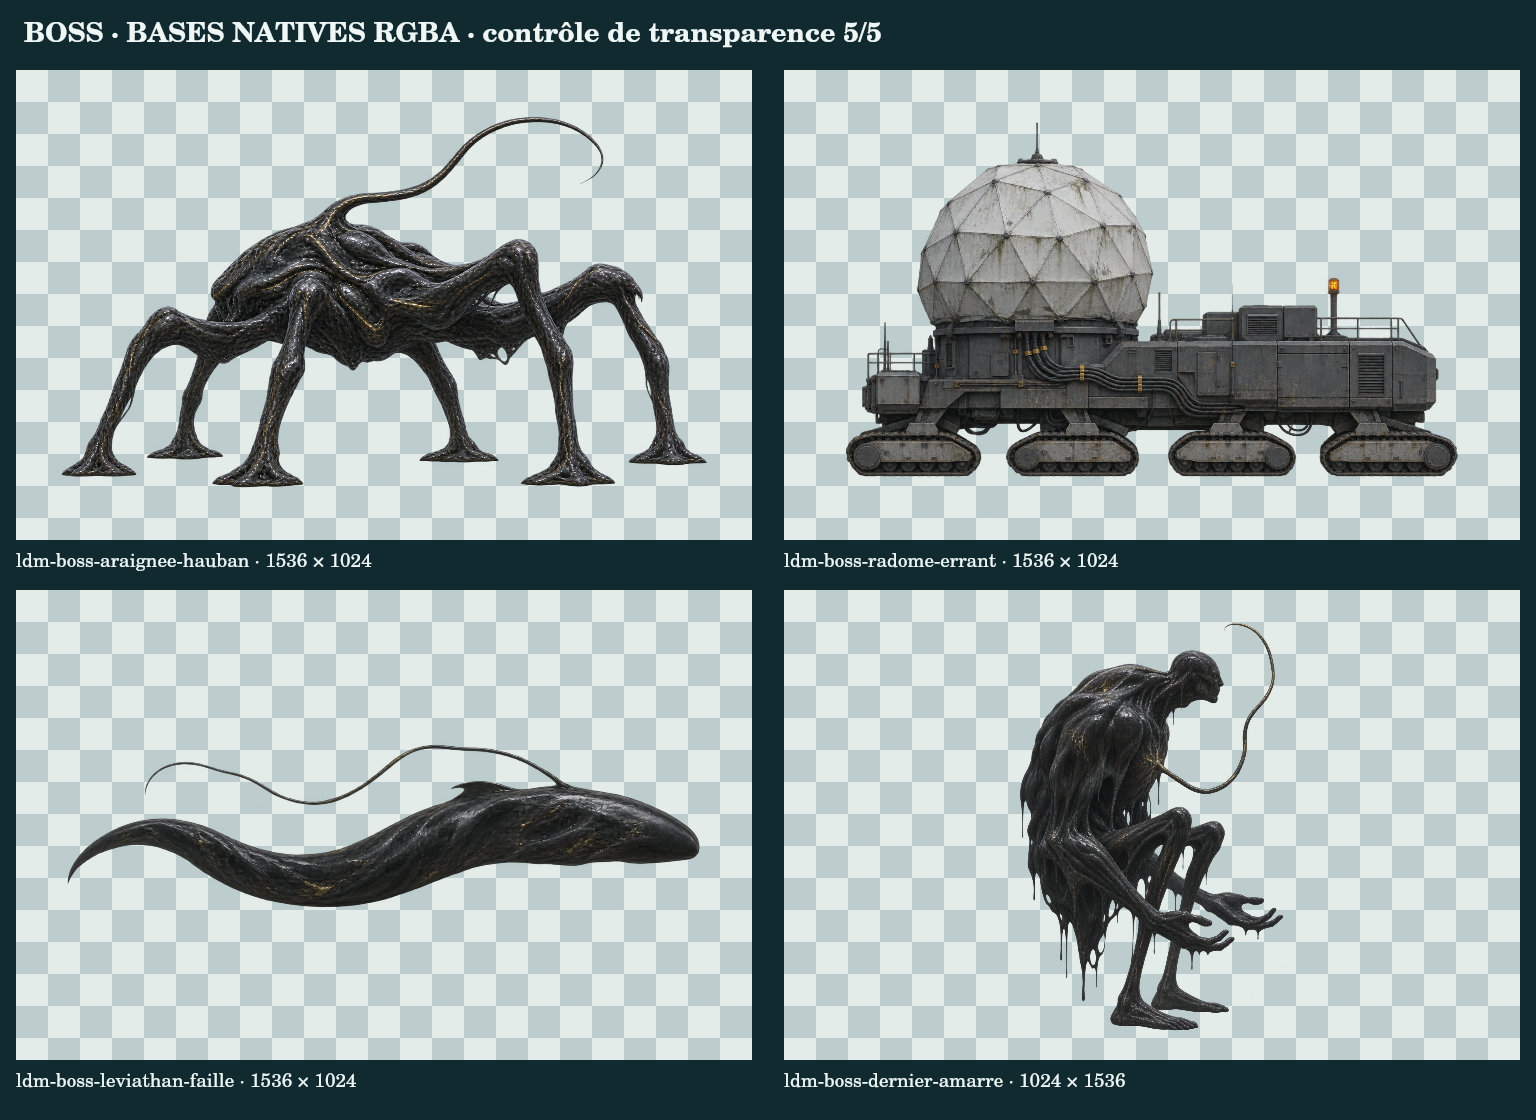 BOSS · BASES NATIVES RGBA · contrôle de transparence 5/5
ldm-boss-araignee-hauban · 1536 × 1024
ldm-boss-radome-errant · 1536 × 1024
ldm-boss-leviathan-faille · 1536 × 1024
ldm-boss-dernier-amarre · 1024 × 1536